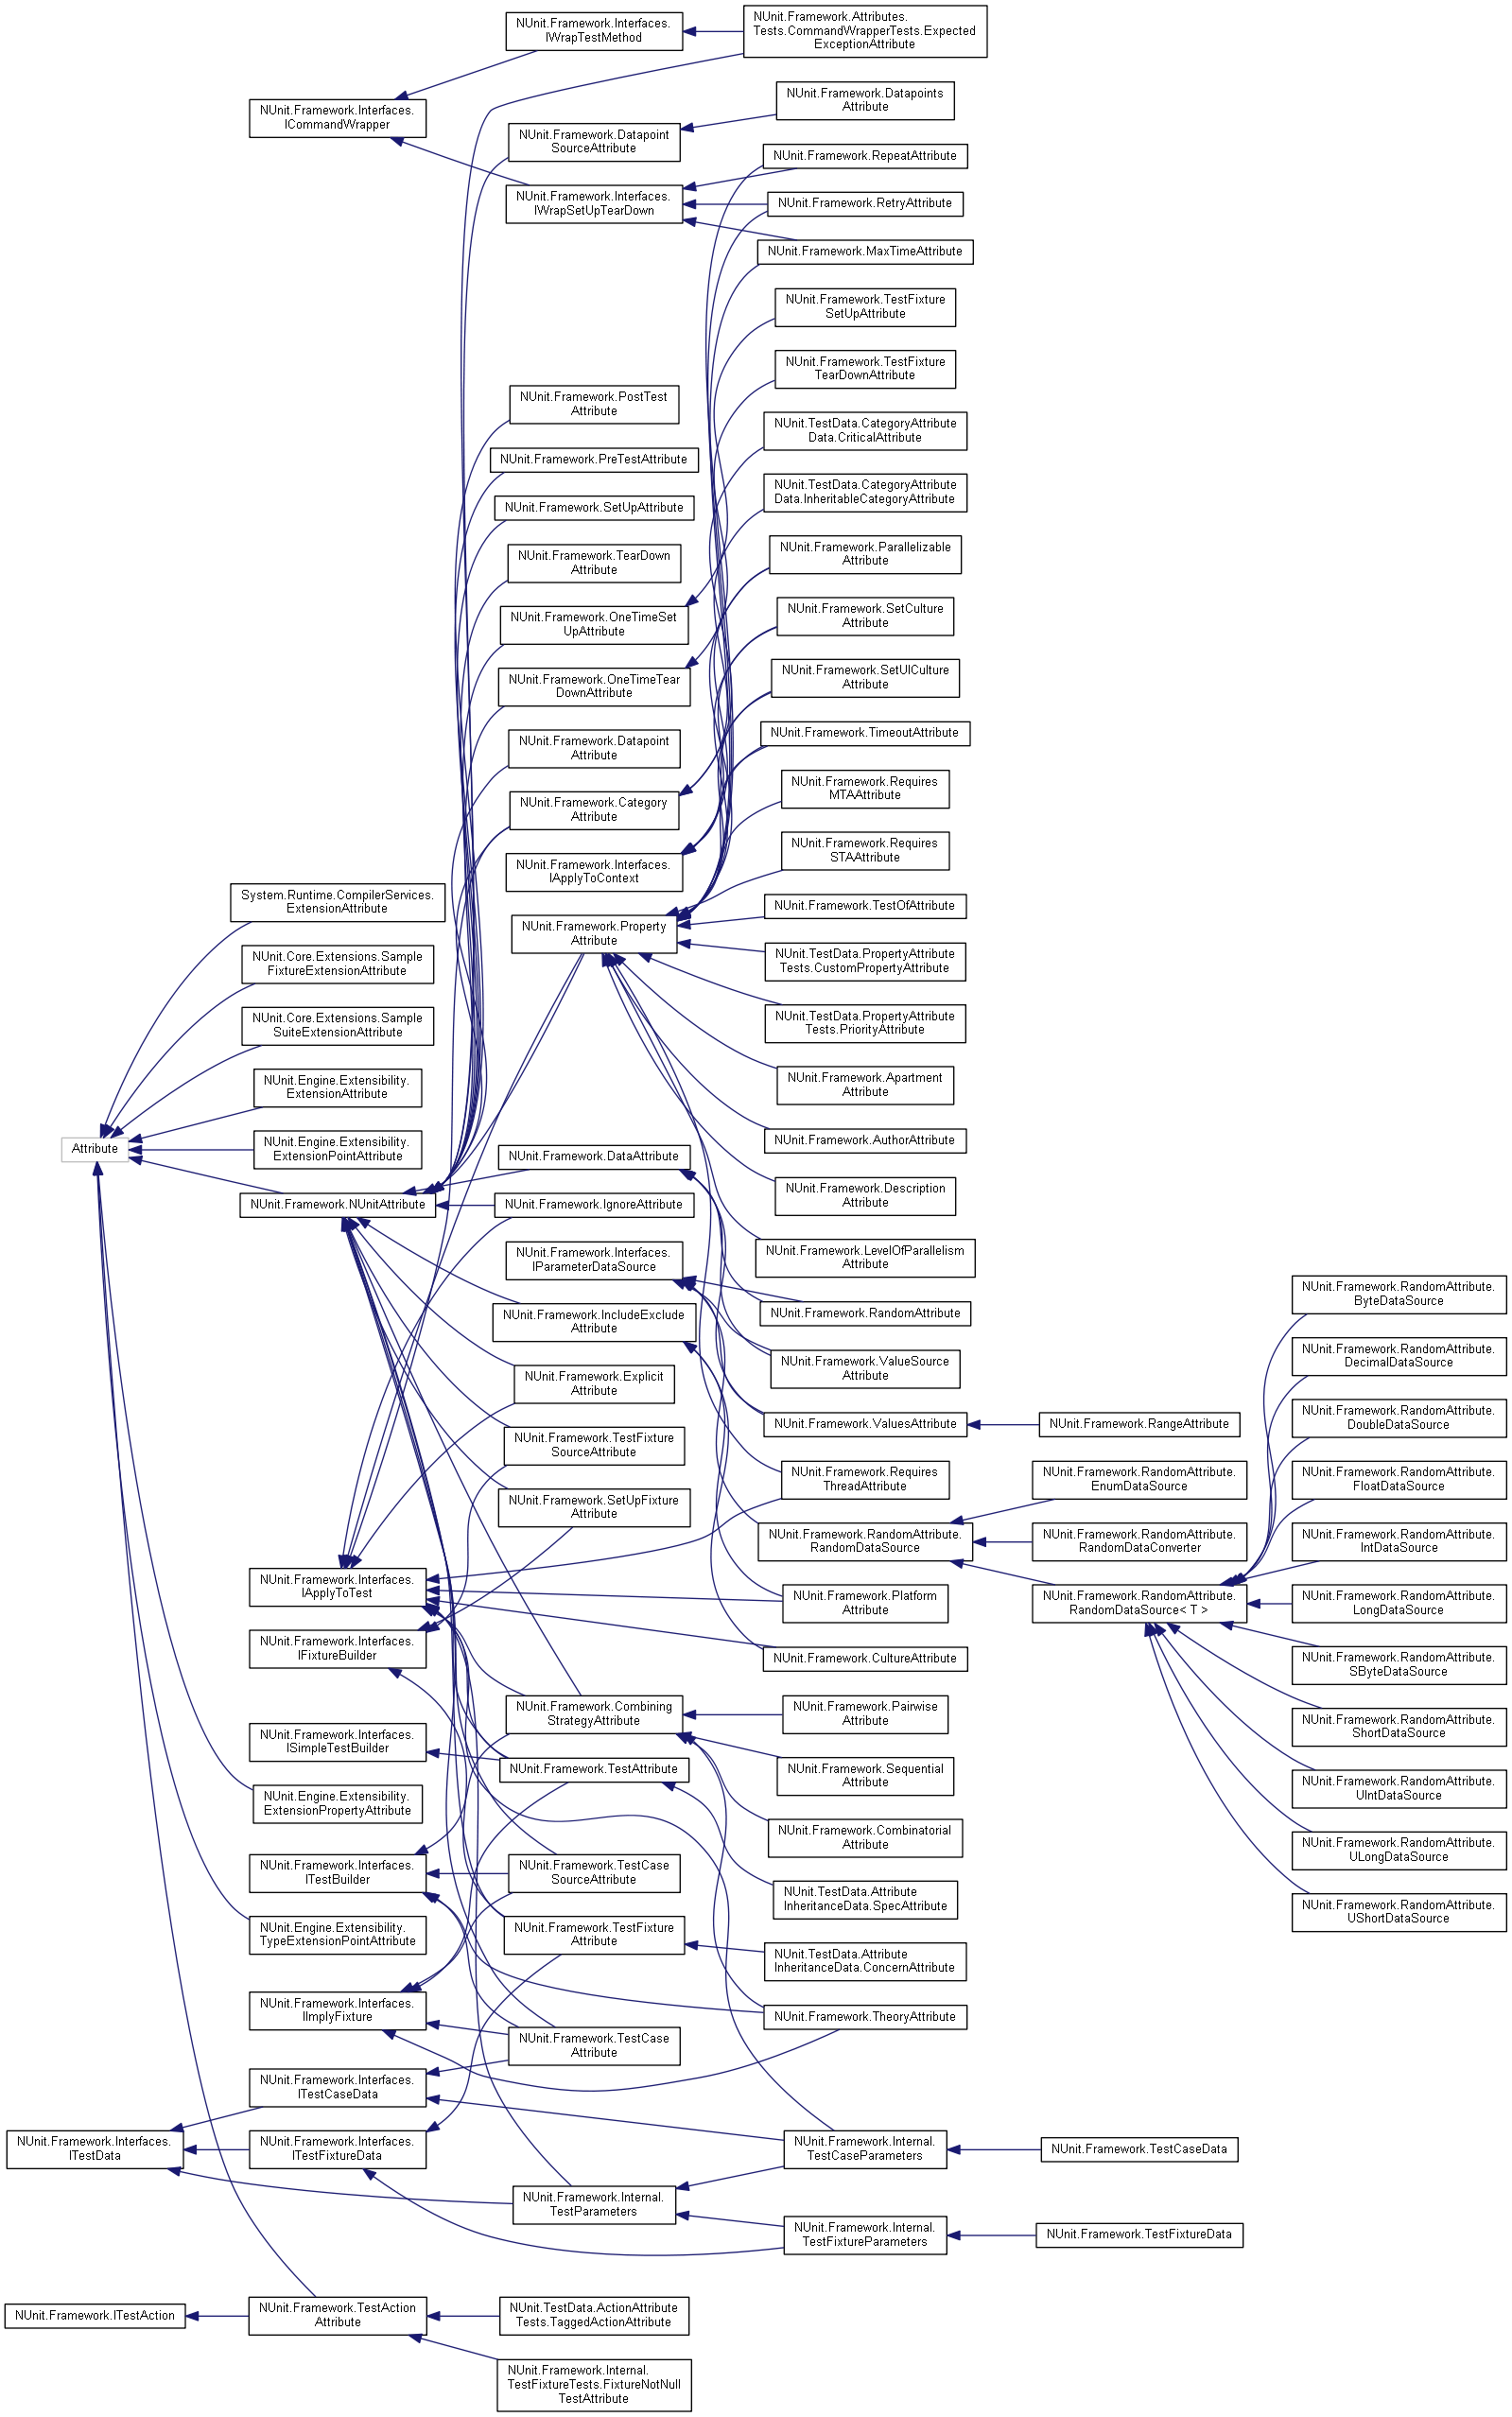 NUnit.Framework.Interfaces.
IWrapTestMethod
NUnit.Framework.Attributes.
Tests.CommandWrapperTests.Expected
ExceptionAttribute
NUnit.Framework.Interfaces.
ICommandWrapper
NUnit.Framework.Datapoints
Attribute
NUnit.Framework.Datapoint
SourceAttribute
NUnit.Framework.RepeatAttribute
NUnit.Framework.Interfaces.
IWrapSetUpTearDown
NUnit.Framework.RetryAttribute
NUnit.Framework.MaxTimeAttribute
NUnit.Framework.TestFixture
SetUpAttribute
NUnit.Framework.TestFixture
TearDownAttribute
NUnit.Framework.PostTest
Attribute
NUnit.TestData.CategoryAttribute
Data.CriticalAttribute
NUnit.Framework.PreTestAttribute
NUnit.TestData.CategoryAttribute
Data.InheritableCategoryAttribute
NUnit.Framework.SetUpAttribute
NUnit.Framework.TearDown
Attribute
NUnit.Framework.Parallelizable
Attribute
NUnit.Framework.OneTimeSet
UpAttribute
NUnit.Framework.SetCulture
Attribute
NUnit.Framework.OneTimeTear
DownAttribute
NUnit.Framework.SetUICulture
Attribute
NUnit.Framework.Datapoint
Attribute
NUnit.Framework.TimeoutAttribute
NUnit.Framework.Category
Attribute
NUnit.Framework.Requires
MTAAttribute
NUnit.Framework.Interfaces.
IApplyToContext
NUnit.Framework.Requires
STAAttribute
System.Runtime.CompilerServices.
ExtensionAttribute
NUnit.Framework.TestOfAttribute
NUnit.Framework.Property
Attribute
NUnit.Core.Extensions.Sample
FixtureExtensionAttribute
NUnit.TestData.PropertyAttribute
Tests.CustomPropertyAttribute
NUnit.Core.Extensions.Sample
SuiteExtensionAttribute
NUnit.TestData.PropertyAttribute
Tests.PriorityAttribute
NUnit.Engine.Extensibility.
ExtensionAttribute
NUnit.Framework.Apartment
Attribute
Attribute
NUnit.Engine.Extensibility.
ExtensionPointAttribute
NUnit.Framework.DataAttribute
NUnit.Framework.AuthorAttribute
NUnit.Framework.NUnitAttribute
NUnit.Framework.IgnoreAttribute
NUnit.Framework.Description
Attribute
NUnit.Framework.Interfaces.
IParameterDataSource
NUnit.Framework.LevelOfParallelism
Attribute
NUnit.Framework.IncludeExclude
Attribute
NUnit.Framework.RandomAttribute
NUnit.Framework.RandomAttribute.
ByteDataSource
NUnit.Framework.Explicit
Attribute
NUnit.Framework.ValueSource
Attribute
NUnit.Framework.RandomAttribute.
DecimalDataSource
NUnit.Framework.TestFixture
SourceAttribute
NUnit.Framework.ValuesAttribute
NUnit.Framework.RangeAttribute
NUnit.Framework.RandomAttribute.
DoubleDataSource
NUnit.Framework.SetUpFixture
Attribute
NUnit.Framework.Requires
ThreadAttribute
NUnit.Framework.RandomAttribute.
EnumDataSource
NUnit.Framework.RandomAttribute.
FloatDataSource
NUnit.Framework.RandomAttribute.
RandomDataSource
NUnit.Framework.RandomAttribute.
RandomDataConverter
NUnit.Framework.RandomAttribute.
IntDataSource
NUnit.Framework.Interfaces.
IApplyToTest
NUnit.Framework.Platform
Attribute
NUnit.Framework.RandomAttribute.
RandomDataSource< T >
NUnit.Framework.RandomAttribute.
LongDataSource
NUnit.Framework.Interfaces.
IFixtureBuilder
NUnit.Framework.CultureAttribute
NUnit.Framework.RandomAttribute.
SByteDataSource
NUnit.Framework.Combining
StrategyAttribute
NUnit.Framework.Pairwise
Attribute
NUnit.Framework.RandomAttribute.
ShortDataSource
NUnit.Framework.Interfaces.
ISimpleTestBuilder
NUnit.Framework.TestAttribute
NUnit.Framework.Sequential
Attribute
NUnit.Framework.RandomAttribute.
UIntDataSource
NUnit.Engine.Extensibility.
ExtensionPropertyAttribute
NUnit.Framework.Combinatorial
Attribute
NUnit.Framework.RandomAttribute.
ULongDataSource
NUnit.Framework.Interfaces.
ITestBuilder
NUnit.Framework.TestCase
SourceAttribute
NUnit.TestData.Attribute
InheritanceData.SpecAttribute
NUnit.Framework.RandomAttribute.
UShortDataSource
NUnit.Engine.Extensibility.
TypeExtensionPointAttribute
NUnit.Framework.TestFixture
Attribute
NUnit.TestData.Attribute
InheritanceData.ConcernAttribute
NUnit.Framework.Interfaces.
IImplyFixture
NUnit.Framework.TheoryAttribute
NUnit.Framework.TestCase
Attribute
NUnit.Framework.Interfaces.
ITestCaseData
NUnit.Framework.Interfaces.
ITestData
NUnit.Framework.Interfaces.
ITestFixtureData
NUnit.Framework.Internal.
TestCaseParameters
NUnit.Framework.TestCaseData
NUnit.Framework.Internal.
TestParameters
NUnit.Framework.Internal.
TestFixtureParameters
NUnit.Framework.TestFixtureData
NUnit.Framework.ITestAction
NUnit.Framework.TestAction
Attribute
NUnit.TestData.ActionAttribute
Tests.TaggedActionAttribute
NUnit.Framework.Internal.
TestFixtureTests.FixtureNotNull
TestAttribute